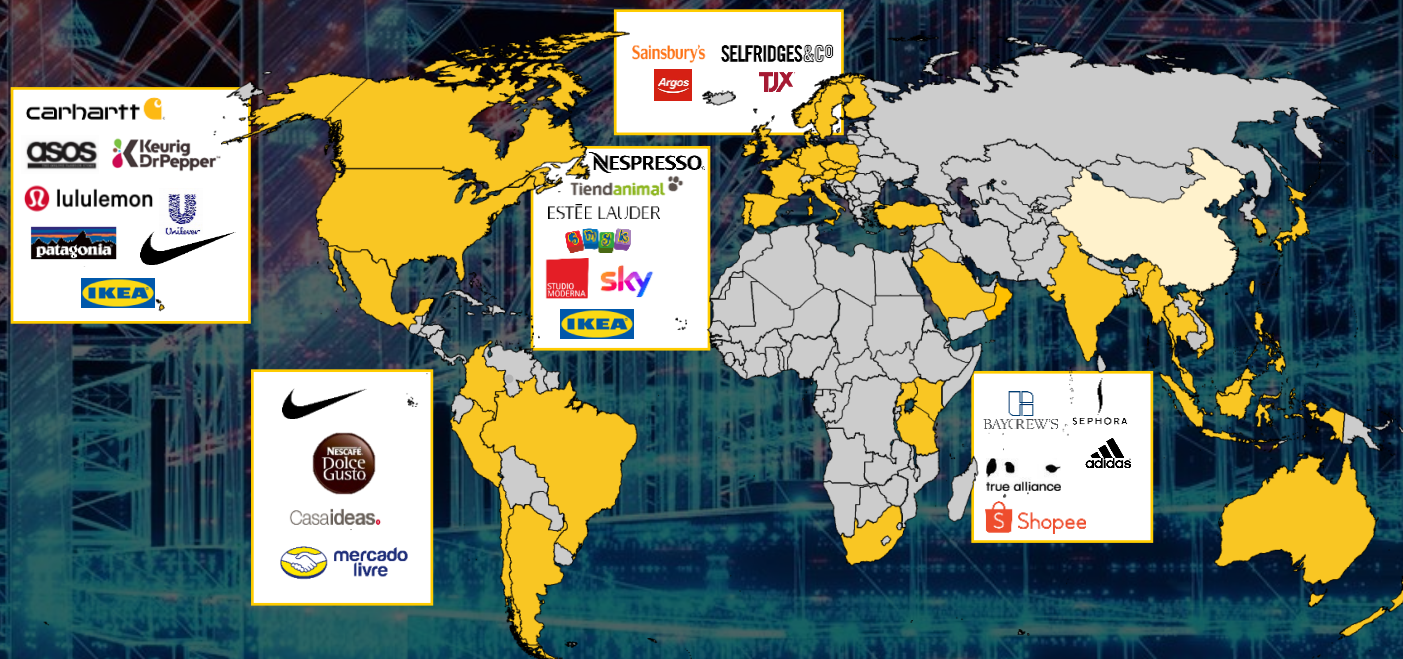 carhartt
asos
Keurig
DrPepper
lululemon
Unilever
patagonia
IKEA
Sainsbury's
SELFRIDGES&CO
Argos
TJX
NESPRESSO
Tiendanimal
ESTĒE LAUDER
STUDIO
MODERNA
sky
IKEA
NESCAFÉ
Dolce
Gusto
Casaideas.
mercado
livre
BAYCREW'S
SEPHORA
adidas
true alliance
S Shopee